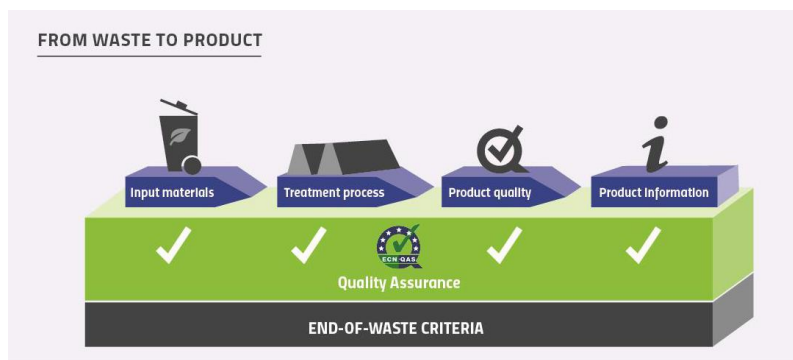 FROM WASTE TO PRODUCT
Input materials
Treatment process
Product quality
Product information
ECN QAS
Quality Assurance
END-OF-WASTE CRITERIA